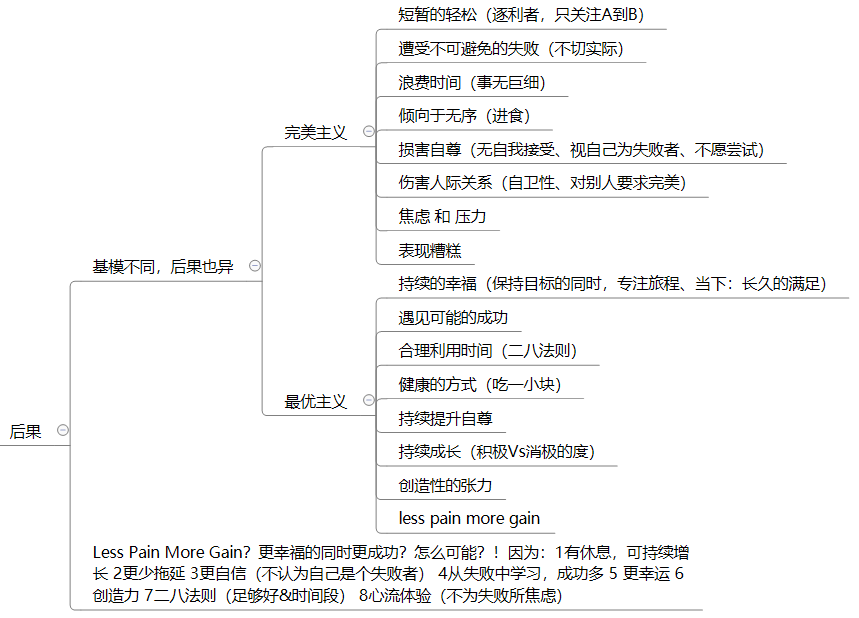 短暂的轻松（逐利者，只关注A到B）
遭受不可避免的失败（不切实际）
浪费时间（事无巨细）
倾向于无序（进食）
完美主义
损害自尊（无自我接受、视自己为失败者、不愿尝试）
伤害人际关系（自卫性、对别人要求完美）
焦虑 和 压力
表现糟糕
基模不同，后果也异
持续的幸福（保持目标的同时，专注旅程、当下：长久的满足）
遇见可能的成功
合理利用时间（二八法则）
健康的方式（吃一小块）
最优主义
持续提升自尊
持续成长（积极Vs消极的度）
创造性的张力
less pain more gain
后果
Less Pain More Gain？更幸福的同时更成功？怎么可能？！因为：1有休息，可持续增
长 2更少拖延 3更自信（不认为自己是个失败者） 4从失败中学习，成功多 5 更幸运 6
创造力 7二八法则（足够好&时间段） 8心流体验（不为失败所焦虑）